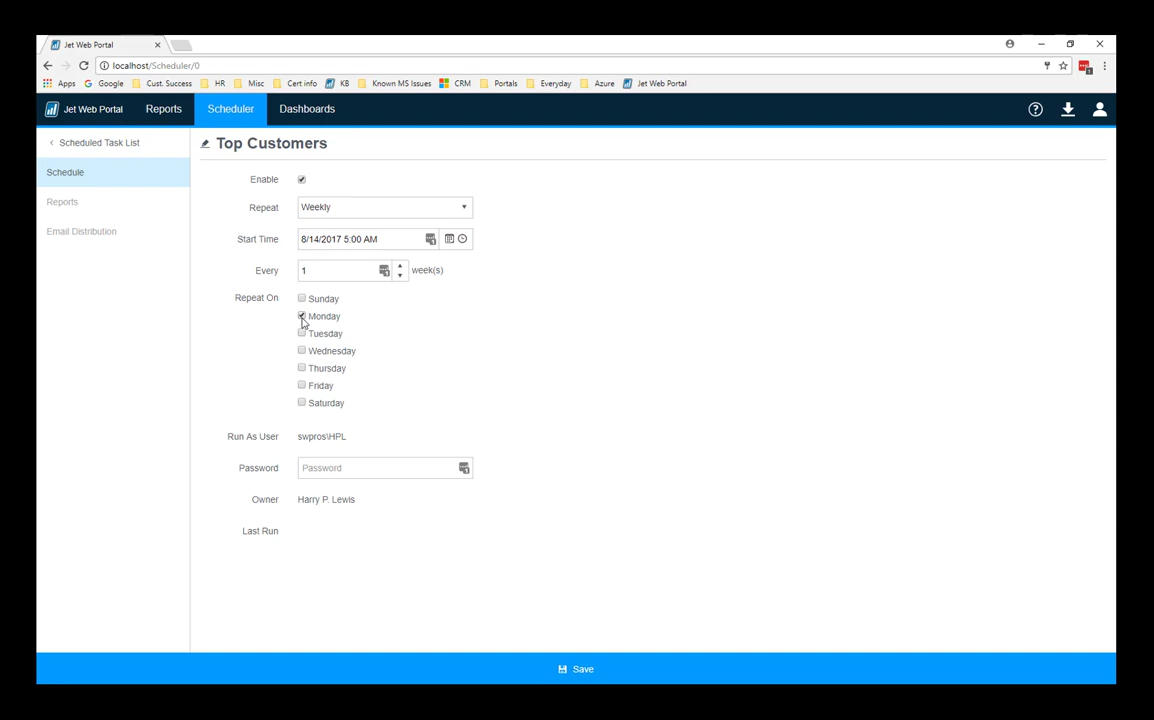 Jet Web Portal
localhost/Scheduler/0
Apps Google Cust. Success HR Misc Cert info KB Known MS Issues CRM Portals Everyday Azure Jet Web Portal
Jet Web Portal Reports Scheduler Dashboards
Scheduled Task List
Top Customers
Schedule
Enable
Reports
Repeat Weekly
Email Distribution
Start Time 8/14/2017 5:00 AM
Every 1 week(s)
Repeat On Sunday
Monday
Tuesday
Wednesday
Thursday
Friday
Saturday
Run As User swpros\HPL
Password Password
Owner Harry P. Lewis
Last Run
Save